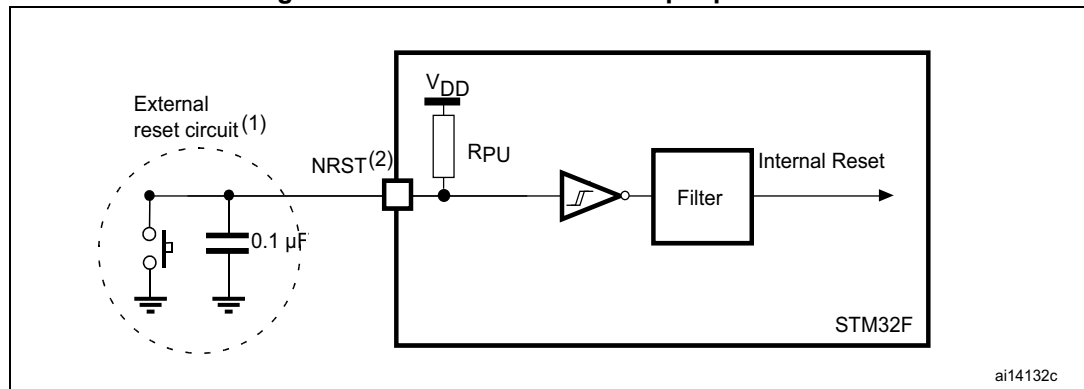 VDD
External
reset circuit(1)
NRST(2)
RPU
Internal Reset
Filter
0.1 μF
STM32F
ai14132c